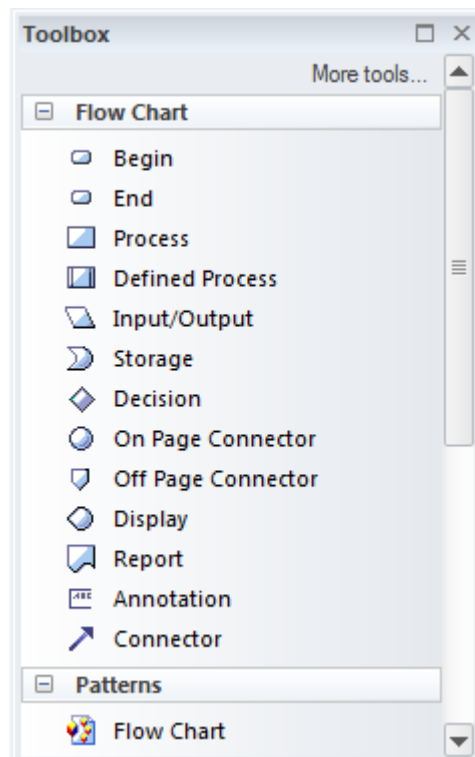 Toolbox
More tools...
Flow Chart
Begin
End
Process
Defined Process
Input/Output
Storage
Decision
On Page Connector
Off Page Connector
Display
Report
ABC Annotation
Connector
Patterns
Flow Chart